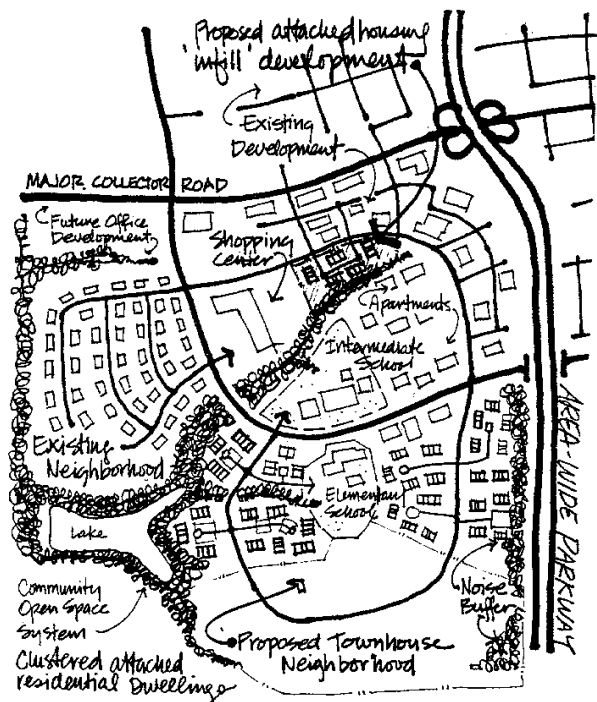 Proposed attached housing
'infill' development
Existing
Development
MAJOR COLLECTOR ROAD
Future Office
Development
Shopping
Center
Apartments
Intermediate
School
Existing
Neighborhood
Elementary
School
Lake
AREA-WIDE PARKWAY
Community
Open Space
System
Noise
Buffer
Proposed Townhouse
Neighborhood
Clustered attached
residential Dwellings